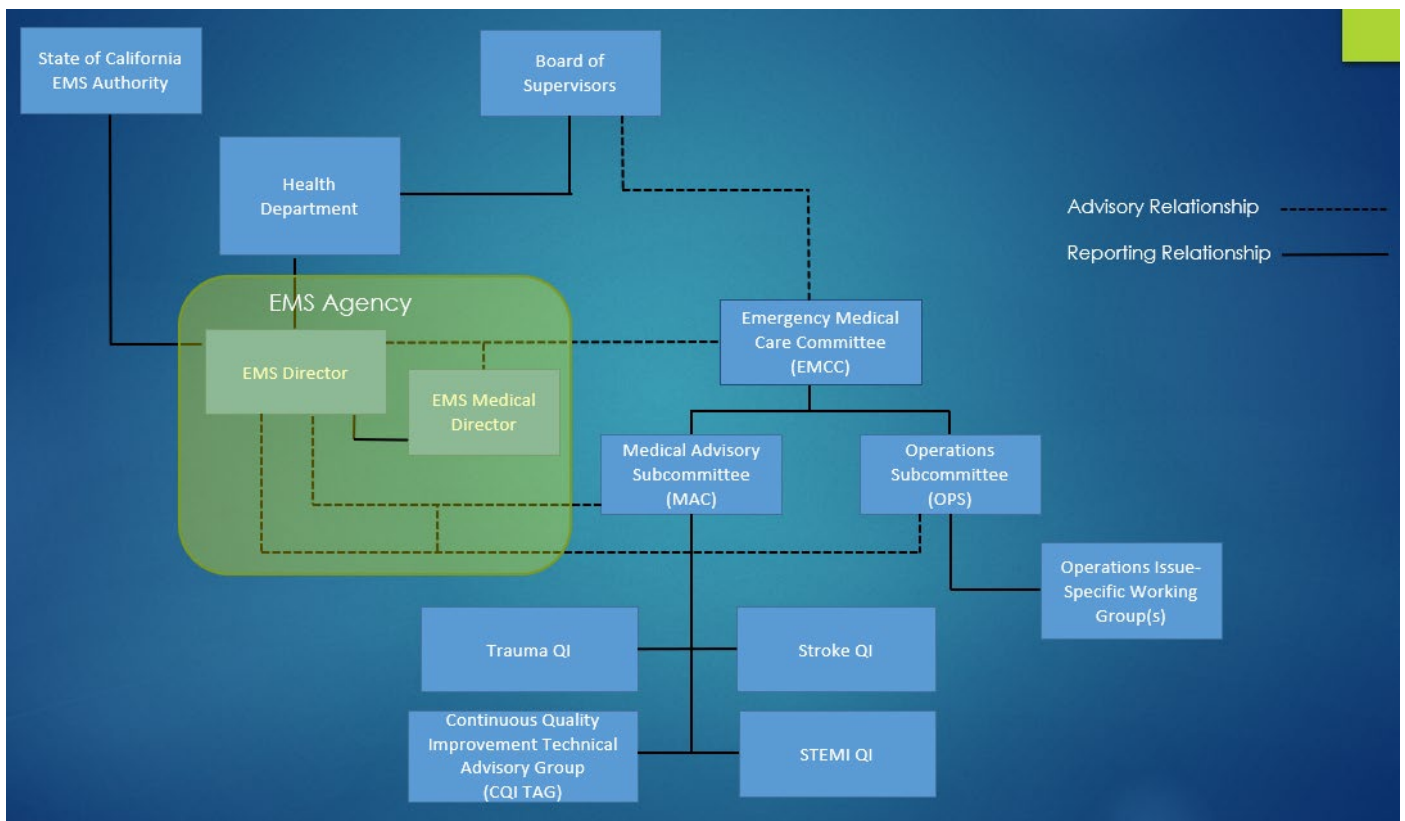 State of California
EMS Authority
Board of
Supervisors
Health
Department
Advisory Relationship
Reporting Relationship
EMS Agency
EMS Director
EMS Medical
Director
Emergency Medical
Care Committee
(EMCC)
Medical Advisory
Subcommittee
(MAC)
Operations
Subcommittee
(OPS)
Operations Issue-
Specific Working
Group(s)
Trauma QI
Stroke QI
Continuous Quality
Improvement Technical
Advisory Group
(CQI TAG)
STEMI QI